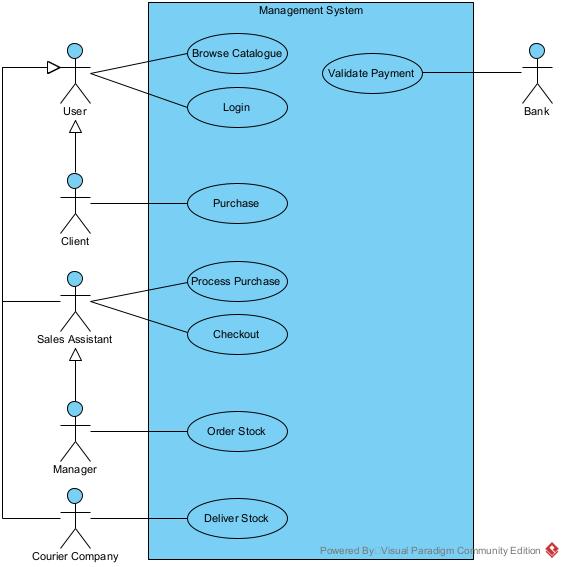 Management System
Browse Catalogue
Validate Payment
Login
User
Bank
Purchase
Client
Process Purchase
Checkout
Sales Assistant
Order Stock
Manager
Deliver Stock
Courier Company
Powered By: Visual Paradigm Community Edition